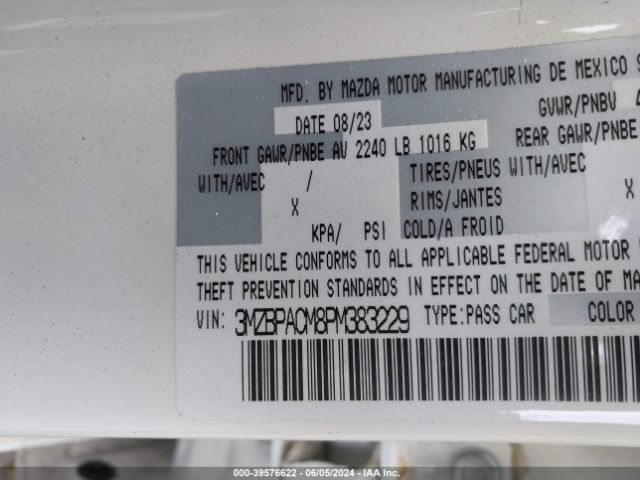 MFD. BY MAZDA MOTOR MANUFACTURING DE MEXICO S
DATE 08/23 GVWR/PNBV
FRONT GAWR/PNBE AV 2240 LB 1016 KG REAR GAWR/PNBE
WITH/AVEC / TIRES/PNEUS WITH/AVEC
X RIMS/JANTES X
KPA/ PSI COLD/A FROID
THIS VEHICLE CONFORMS TO ALL APPLICABLE FEDERAL MOTOR
THEFT PREVENTION STANDARDS IN EFFECT ON THE DATE OF MA
VIN: 3MZBPACM8PM383229 TYPE: PASS CAR COLOR
000-39576622 - 06/05/2024 - IAA Inc.